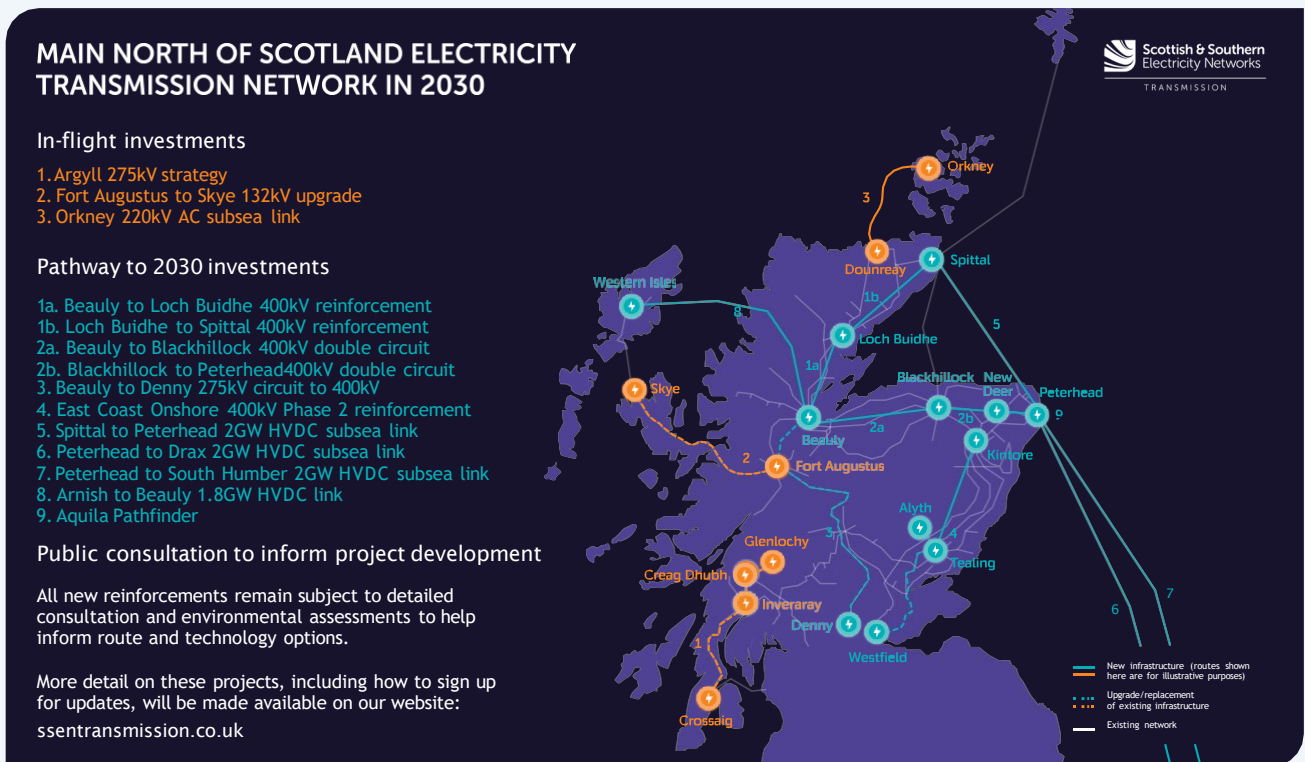 MAIN NORTH OF SCOTLAND ELECTRICITY
TRANSMISSION NETWORK IN 2030
Scottish & Southern
Electricity Networks
TRANSMISSION
In-flight investments
1. Argyll 275kV strategy
2. Fort Augustus to Skye 132kV upgrade
3. Orkney 220kV AC subsea link
Pathway to 2030 investments
1a. Beauly to Loch Buidhe 400kV reinforcement
1b. Loch Buidhe to Spittal 400kV reinforcement
2a. Beauly to Blackhillock 400kV double circuit
2b. Blackhillock to Peterhead400kV double circuit
3. Beauly to Denny 275kV circuit to 400kV
4. East Coast Onshore 400kV Phase 2 reinforcement
5. Spittal to Peterhead 2GW HVDC subsea link
6. Peterhead to Drax 2GW HVDC subsea link
7. Peterhead to South Humber 2GW HVDC subsea link
8. Arnish to Beauly 1.8GW HVDC link
9. Aquila Pathfinder
Public consultation to inform project development
All new reinforcements remain subject to detailed
consultation and environmental assessments to help
inform route and technology options.
More detail on these projects, including how to sign up
for updates, will be made available on our website:
ssentransmission.co.uk
Orkney
3
Dounreay
Spittal
Western Isles
8
1b
5
Loch Buidhe
1a
Skye
Blackhillock
New
Deer
Peterhead
9
2b
2a
Beauly
Kintore
2
Fort Augustus
Alyth
3
4
Tealing
Glenlochy
Creag Dhubh
Inveraray
Denny
Westfield
1
Crossaig
6
7
New infrastructure (routes shown
here are for illustrative purposes)
Upgrade/replacement
of existing infrastructure
Existing network